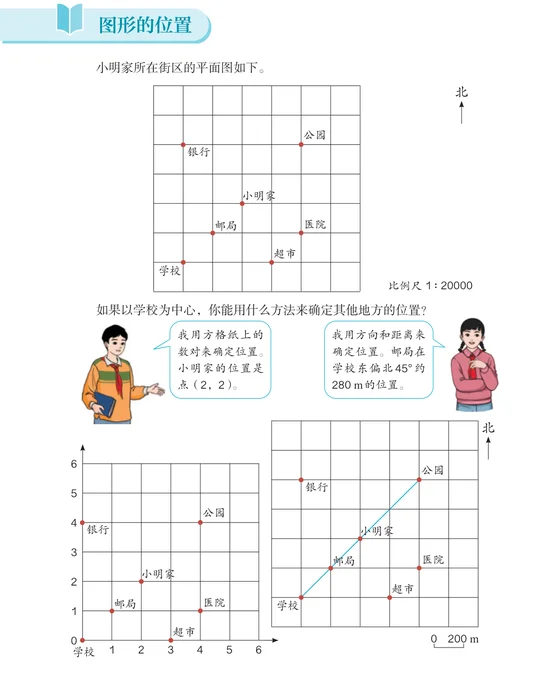 图形的位置
小明家所在街区的平面图如下。
北
公园
银行
小明家
邮局
医院
超市
学校
比例尺 1:20000
如果以学校为中心，你能用什么方法来确定其他地方的位置？
我用方格纸上的
数对来确定位置。
小明家的位置是
点（2，2）。
我用方向和距离来
确定位置。邮局在
学校东偏北45°约
280 m的位置。
6
5
4
3
2
1
0
公园
银行
小明家
邮局
医院
超市
学校
1 2 3 4 5 6
北
公园
银行
小明家
邮局
医院
超市
学校
0 200 m